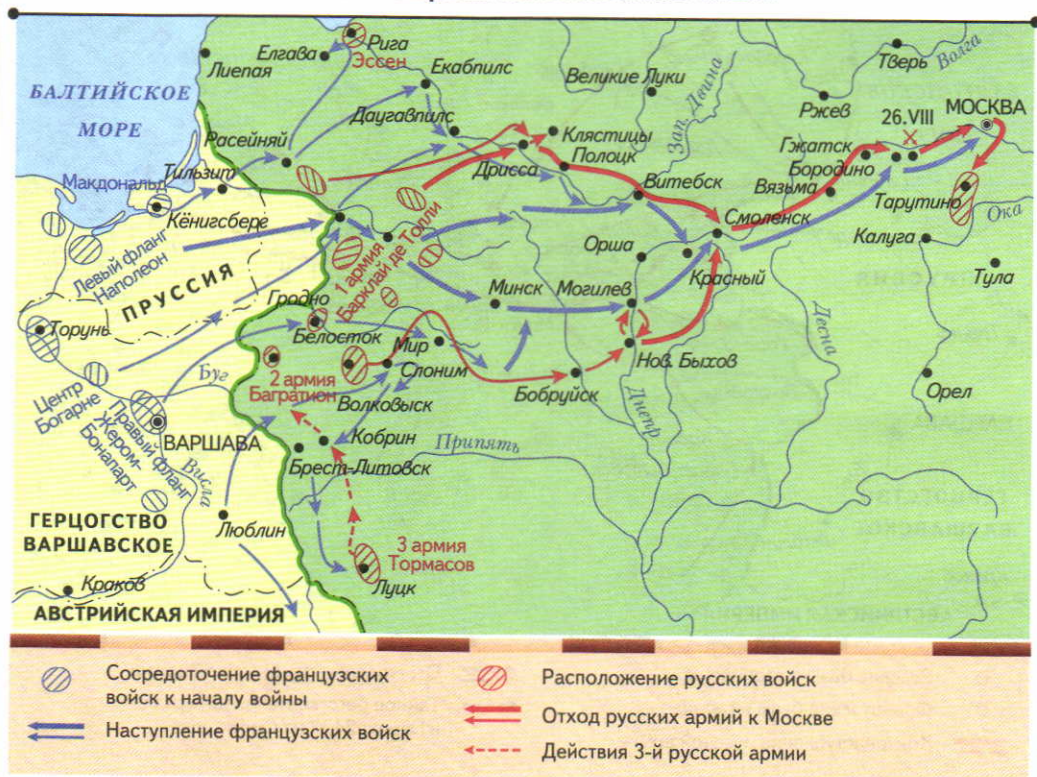 Рига
Эссен
Елгава
Лиепая
Екабпилс
Великие Луки
Зап. Двина
Тверь
Волга
Ржев
МОСКВА
26.VIII
БАЛТИЙСКОЕ
МОРЕ
Даугавпилс
Клястицы
Полоцк
Дрисса
Расейняй
Гжатск
Бородино
Вязьма
Тарутино
Ока
Макдональд
Тильзит
Кёнигсберг
Витебск
Смоленск
Калуга
Тула
Левый фланг
Наполеон
ПРУССИЯ
1 армия
Барклай де Толли
Орша
Красный
Минск
Могилев
Десна
Гродно
Белосток
Торунь
Мир
Слоним
Нов. Быхов
Орел
Буг
2 армия
Багратион
Волковыск
Бобруйск
Днепр
Центр
Богарне
Правый фланг
Жером-
Бонапарт
ВАРШАВА
Висла
Кобрин
Припять
Брест-Литовск
Люблин
ГЕРЦОГСТВО
ВАРШАВСКОЕ
3 армия
Тормасов
Луцк
Краков
АВСТРИЙСКАЯ ИМПЕРИЯ
Сосредоточение французских
войск к началу войны
Наступление французских войск
Расположение русских войск
Отход русских армий к Москве
Действия 3-й русской армии